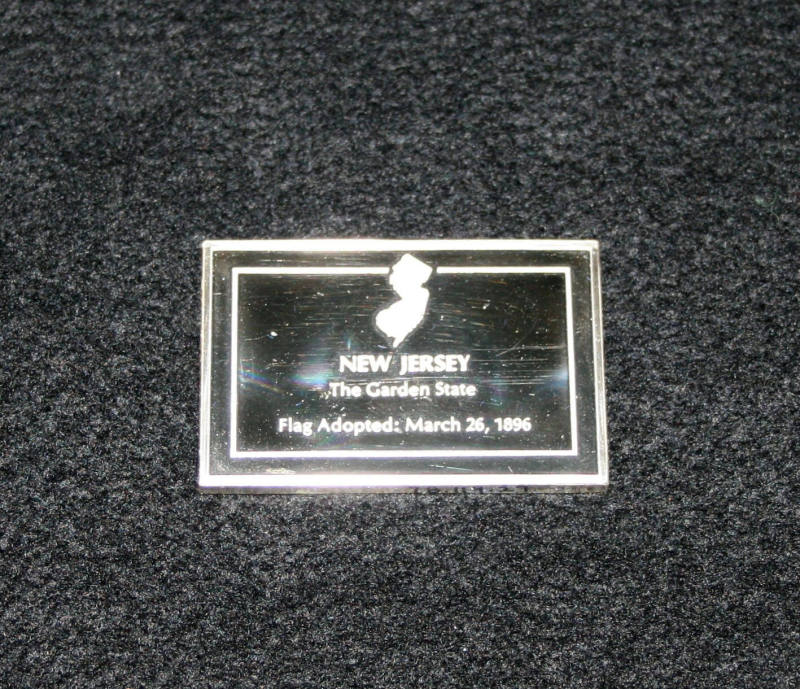 NEW JERSEY
The Garden State
Flag Adopted: March 26, 1896